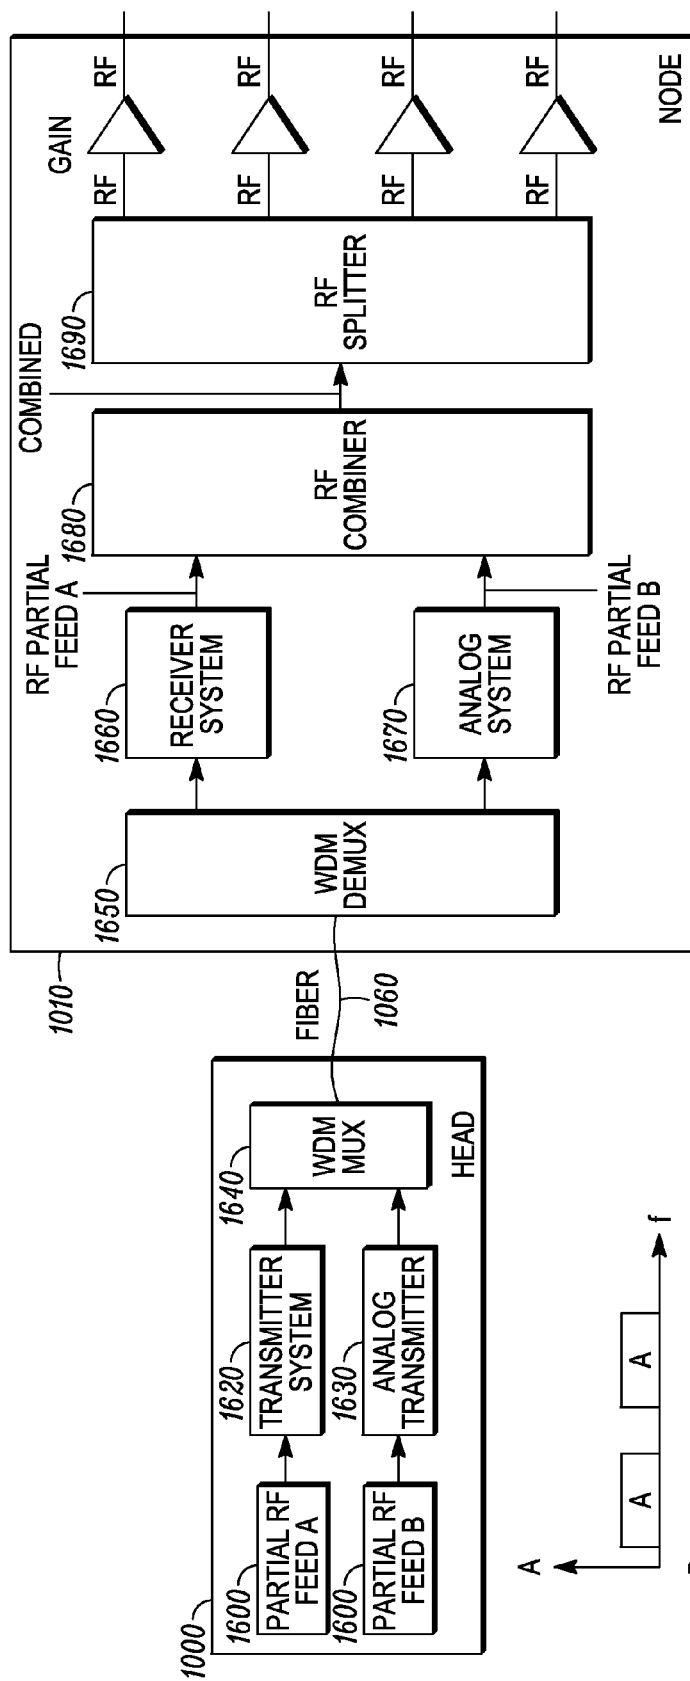 1000
1600
PARTIAL RF
FEED A
1620
TRANSMITTER
SYSTEM
1640
WDM
MUX
1600
PARTIAL RF
FEED B
1630
ANALOG
TRANSMITTER
HEAD
FIBER
1060
1010
1650
WDM
DEMUX
1660
RECEIVER
SYSTEM
RF PARTIAL
FEED A
1670
ANALOG
SYSTEM
RF PARTIAL
FEED B
1680
RF
COMBINER
COMBINED
1690
RF
SPLITTER
GAIN
RF
RF
RF
RF
RF
RF
RF
RF
NODE
A
A
A
f